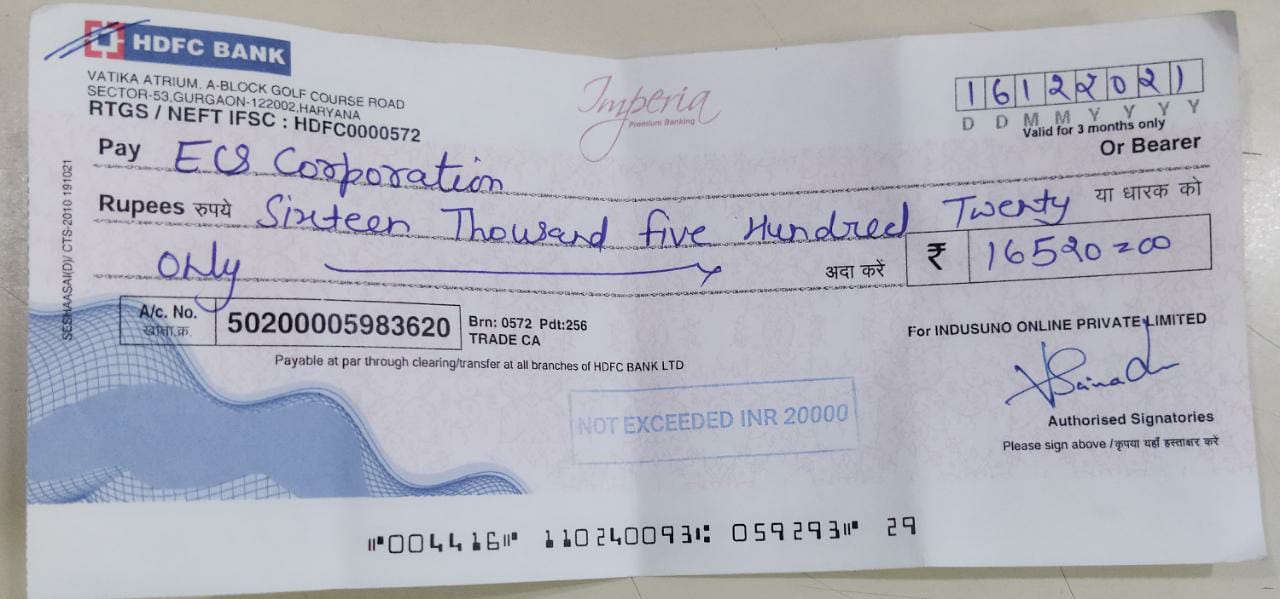 HDFC BANK
VATIKA ATRIUM, A-BLOCK GOLF COURSE ROAD
SECTOR-53,GURGAON-122002,HARYANA
RTGS / NEFT IFSC : HDFC0000572
Imperia
Premium Banking
16122021
D D M M Y Y Y Y
Valid for 3 months only
Pay ECS Corporation Or Bearer
Rupees रुपये Sixteen Thousand five Hundred Twenty या धारक को
only अदा करें ₹ 16520=00
A/c. No. 50200005983620 Brn: 0572 Pdt:256
खाता.क्र. TRADE CA
Payable at par through clearing/transfer at all branches of HDFC BANK LTD
For INDUSUNO ONLINE PRIVATE LIMITED
NOT EXCEEDED INR 20000
Authorised Signatories
Please sign above / कृपया यहाँ हस्ताक्षर करें
SESHAASAI(D)/ CTS-2010 191021
⑈004416⑈ 110240093⑆ 059293⑈ 29